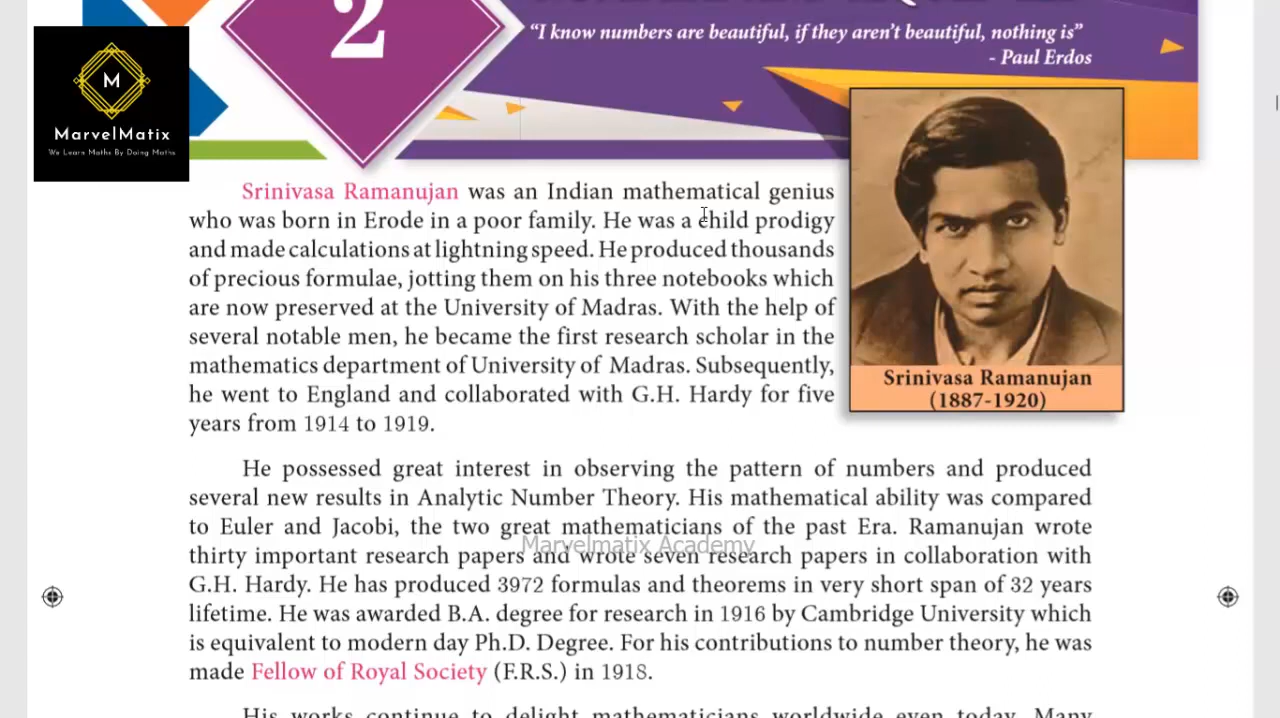 2
“I know numbers are beautiful, if they aren’t beautiful, nothing is”
- Paul Erdos
M
MarvelMatix
We Learn Maths By Doing Maths
Srinivasa Ramanujan was an Indian mathematical genius
who was born in Erode in a poor family. He was a child prodigy
and made calculations at lightning speed. He produced thousands
of precious formulae, jotting them on his three notebooks which
are now preserved at the University of Madras. With the help of
several notable men, he became the first research scholar in the
mathematics department of University of Madras. Subsequently,
he went to England and collaborated with G.H. Hardy for five
years from 1914 to 1919.
Srinivasa Ramanujan
(1887-1920)
He possessed great interest in observing the pattern of numbers and produced
several new results in Analytic Number Theory. His mathematical ability was compared
to Euler and Jacobi, the two great mathematicians of the past Era. Ramanujan wrote
Marvelmatix Academy
thirty important research papers and wrote seven research papers in collaboration with
G.H. Hardy. He has produced 3972 formulas and theorems in very short span of 32 years
lifetime. He was awarded B.A. degree for research in 1916 by Cambridge University which
is equivalent to modern day Ph.D. Degree. For his contributions to number theory, he was
made Fellow of Royal Society (F.R.S.) in 1918.
His works continue to delight mathematicians worldwide even today. Many